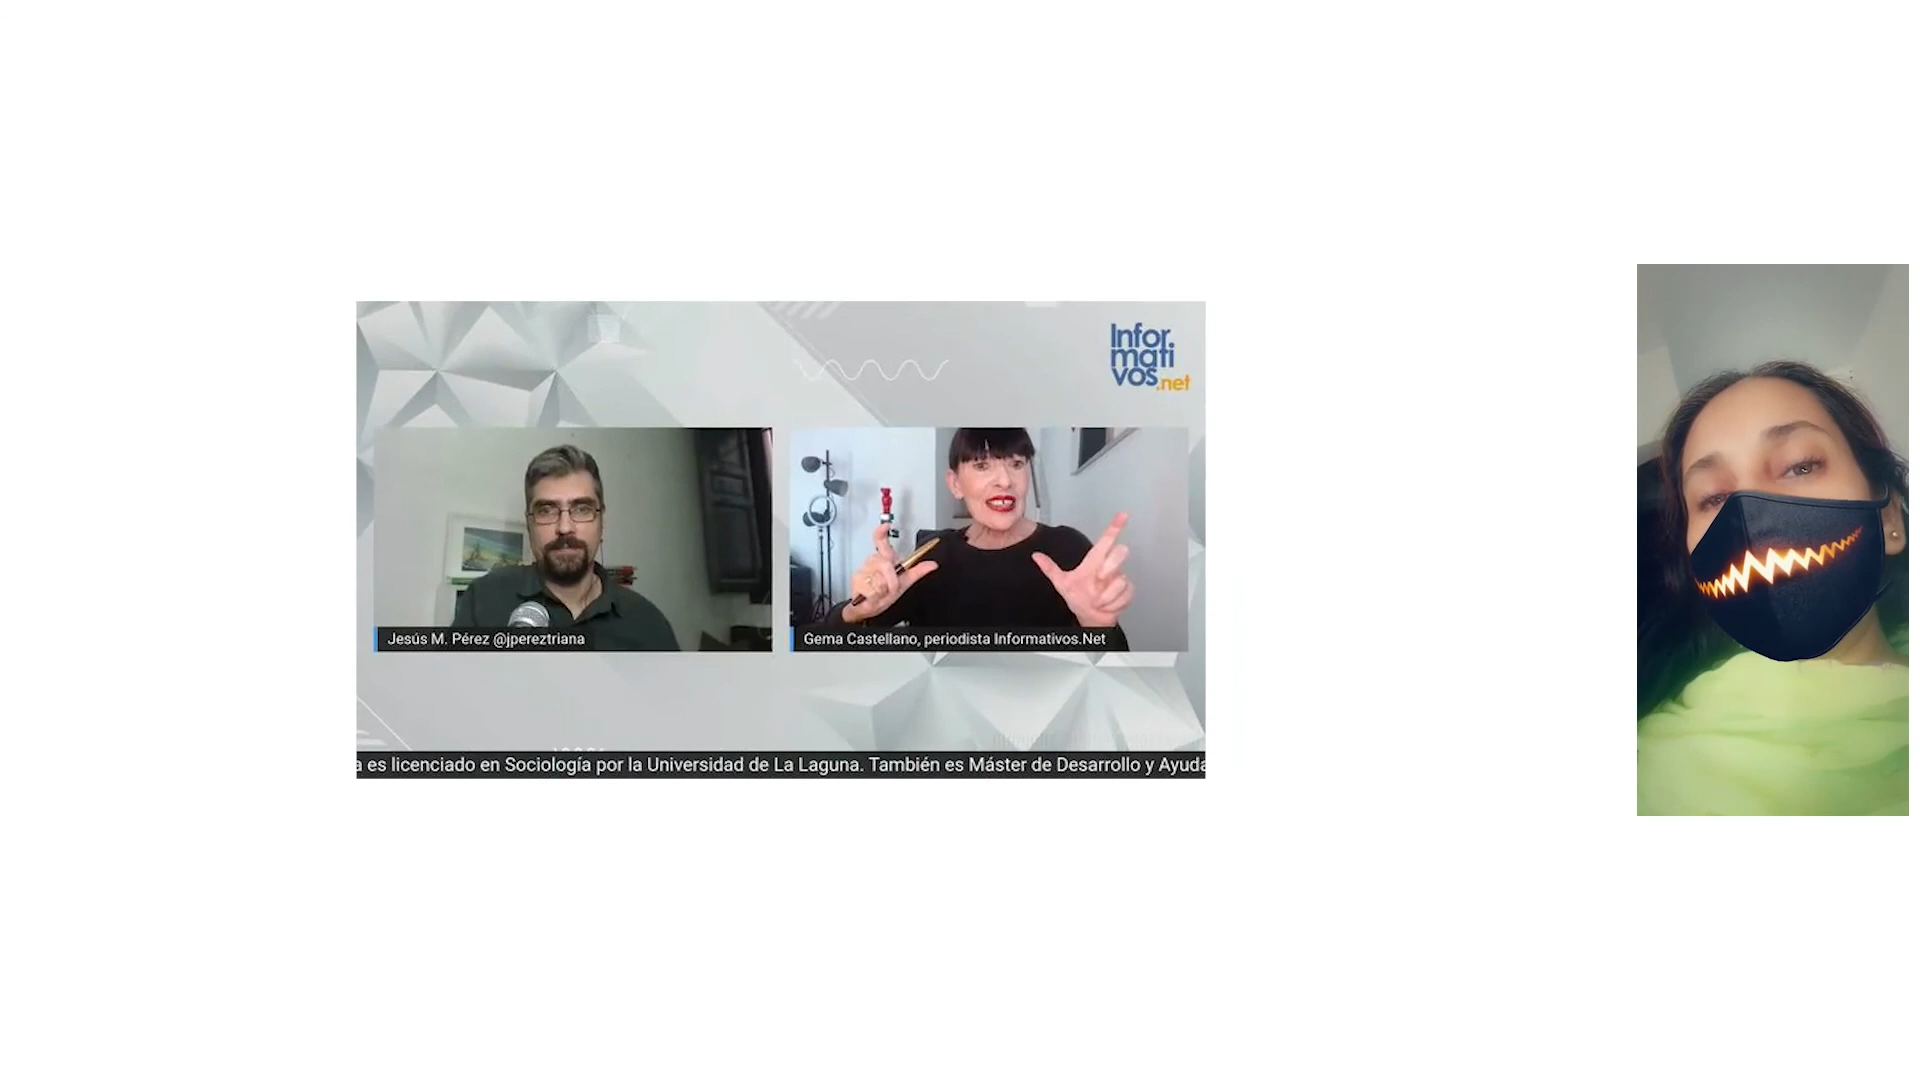 Infor
mati
vos.net
Jesús M. Pérez @jpereztriana
Gema Castellano, periodista Informativos.Net
a es licenciado en Sociología por la Universidad de La Laguna. También es Máster de Desarrollo y Ayuda